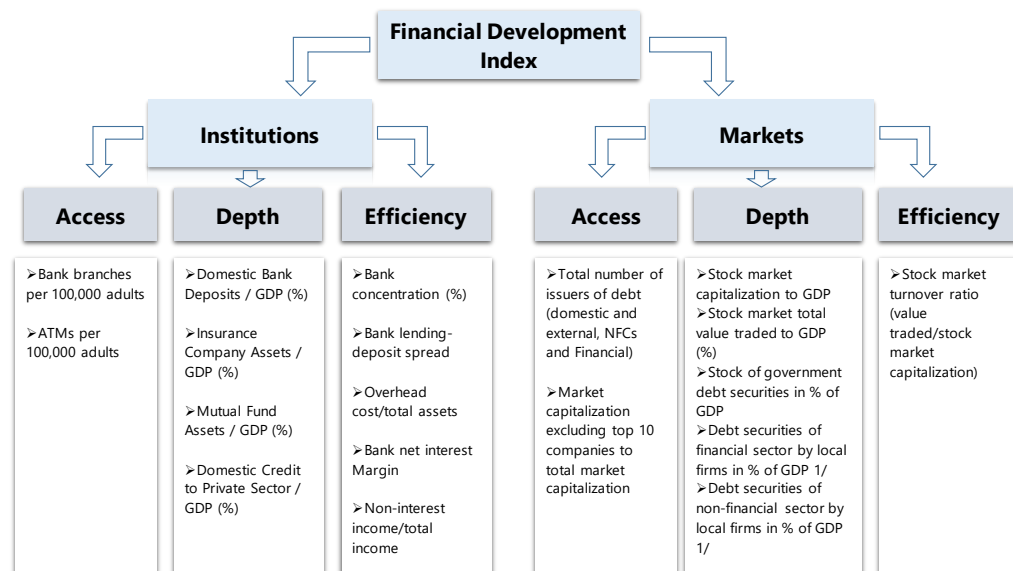 Financial Development
Index
Institutions
Markets
Access
Depth
Efficiency
Access
Depth
Efficiency
➢Bank branches
per 100,000 adults
➢ATMs per
100,000 adults
➢Domestic Bank
Deposits / GDP (%)
➢Insurance
Company Assets /
GDP (%)
➢Mutual Fund
Assets / GDP (%)
➢Domestic Credit
to Private Sector /
GDP (%)
➢Bank
concentration (%)
➢Bank lending-
deposit spread
➢Overhead
cost/total assets
➢Bank net interest
Margin
➢Non-interest
income/total
income
➢Total number of
issuers of debt
(domestic and
external, NFCs
and Financial)
➢Market
capitalization
excluding top 10
companies to
total market
capitalization
➢Stock market
capitalization to GDP
➢Stock market total
value traded to GDP
(%)
➢Stock of government
debt securities in % of
GDP
➢Debt securities of
financial sector by local
firms in % of GDP 1/
➢Debt securities of
non-financial sector by
local firms in % of GDP
1/
➢Stock market
turnover ratio
(value
traded/stock
market
capitalization)